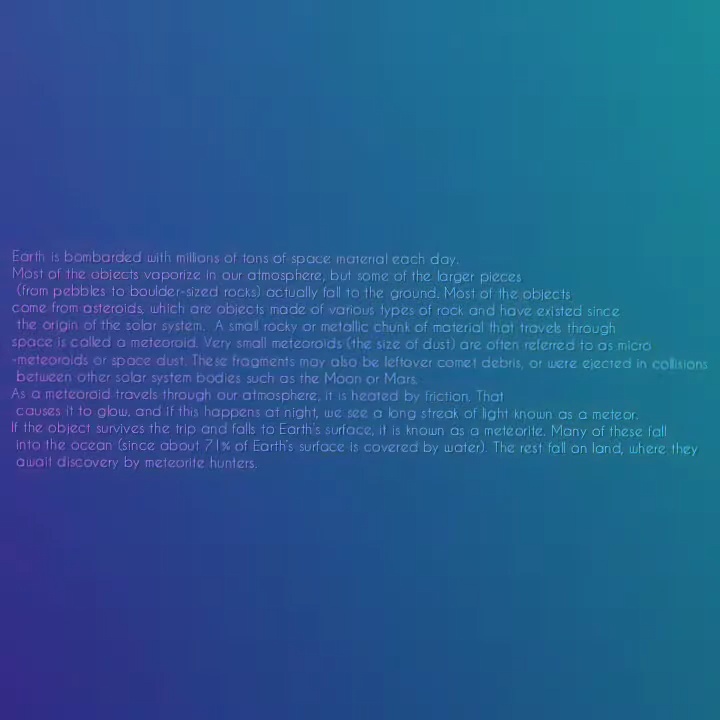 Earth is bombarded with millions of tons of space material each day.
Most of the objects vaporize in our atmosphere, but some of the larger pieces
(from pebbles to boulder-sized rocks) actually fall to the ground. Most of the objects
come from asteroids, which are objects made of various types of rock and have existed since
the origin of the solar system. A small rocky or metallic chunk of material that travels through
space is called a meteoroid. Very small meteoroids (the size of dust) are often referred to as micro
-meteoroids or space dust. These fragments may also be leftover comet debris, or were ejected in collisions
between other solar system bodies such as the Moon or Mars.
As a meteoroid travels through our atmosphere, it is heated by friction. That
causes it to glow, and if this happens at night, we see a long streak of light known as a meteor.
If the object survives the trip and falls to Earth's surface, it is known as a meteorite. Many of these fall
into the ocean (since about 71% of Earth's surface is covered by water). The rest fall on land, where they
await discovery by meteorite hunters.